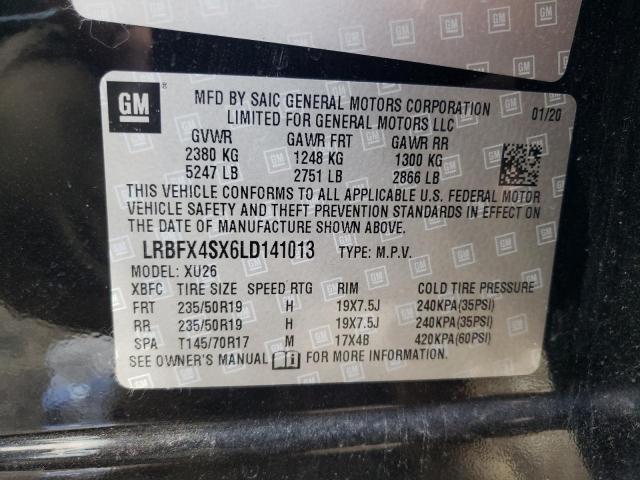 GM
MFD BY SAIC GENERAL MOTORS CORPORATION
LIMITED FOR GENERAL MOTORS LLC
01/20
GVWR GAWR FRT GAWR RR
2380 KG 1248 KG 1300 KG
5247 LB 2751 LB 2866 LB
THIS VEHICLE CONFORMS TO ALL APPLICABLE U.S. FEDERAL MOTOR
VEHICLE SAFETY AND THEFT PREVENTION STANDARDS IN EFFECT ON
THE DATE OF MANUFACTURE SHOWN ABOVE.
LRBFX4SX6LD141013 TYPE: M.P.V.
MODEL: XU26
XBFC TIRE SIZE SPEED RTG RIM COLD TIRE PRESSURE
FRT 235/50R19 H 19X7.5J 240KPA(35PSI)
RR 235/50R19 H 19X7.5J 240KPA(35PSI)
SPA T145/70R17 M 17X4B 420KPA(60PSI)
SEE OWNER'S MANUAL FOR MORE INFORMATION.